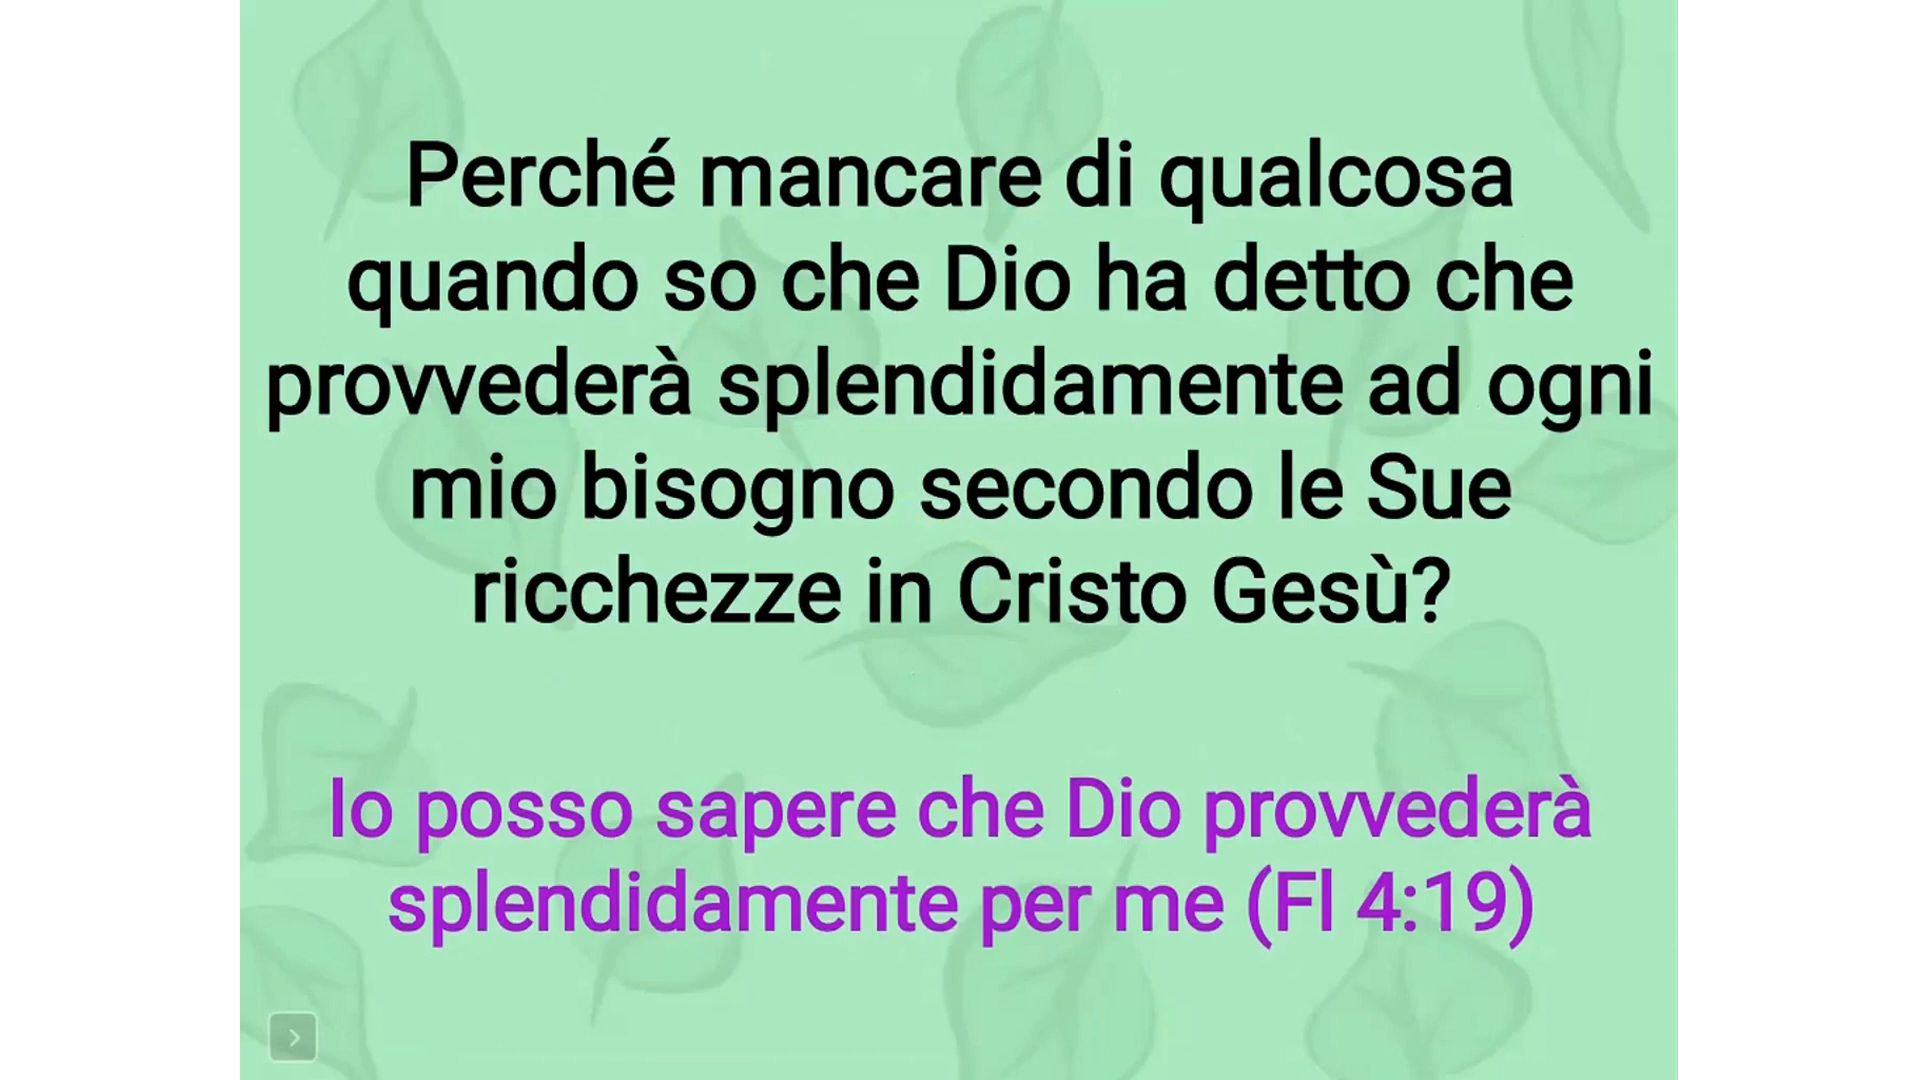 Perché mancare di qualcosa
quando so che Dio ha detto che
provvederà splendidamente ad ogni
mio bisogno secondo le Sue
ricchezze in Cristo Gesù?
Io posso sapere che Dio provvederà
splendidamente per me (Fl 4:19)